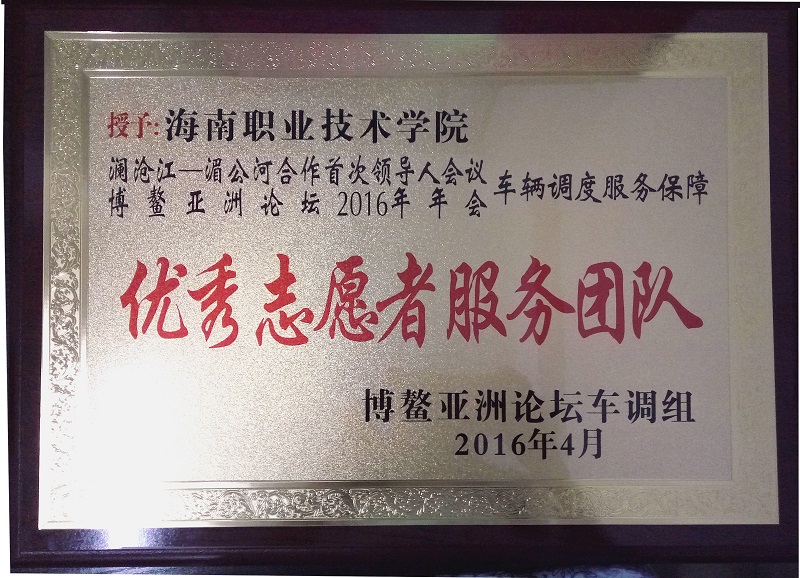 授予:海南职业技术学院
澜沧江—湄公河合作首次领导人会议
博鳌亚洲论坛2016年年会
车辆调度服务保障
优秀志愿者服务团队
博鳌亚洲论坛车调组
2016年4月